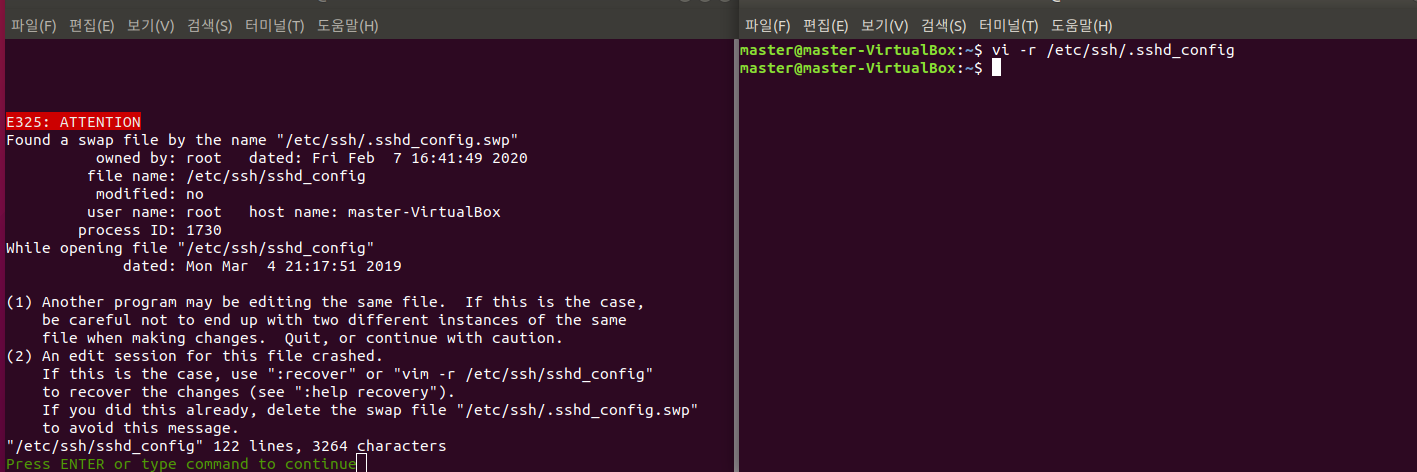 파일(F) 편집(E) 보기(V) 검색(S) 터미널(T) 도움말(H)
E325: ATTENTION
Found a swap file by the name "/etc/ssh/.sshd_config.swp"
          owned by: root   dated: Fri Feb  7 16:41:49 2020
         file name: /etc/ssh/sshd_config
          modified: no
         user name: root   host name: master-VirtualBox
        process ID: 1730
While opening file "/etc/ssh/sshd_config"
             dated: Mon Mar  4 21:17:51 2019
(1) Another program may be editing the same file.  If this is the case,
    be careful not to end up with two different instances of the same
    file when making changes.  Quit, or continue with caution.
(2) An edit session for this file crashed.
    If this is the case, use ":recover" or "vim -r /etc/ssh/sshd_config"
    to recover the changes (see ":help recovery").
    If you did this already, delete the swap file "/etc/ssh/.sshd_config.swp"
    to avoid this message.
"/etc/ssh/sshd_config" 122 lines, 3264 characters
Press ENTER or type command to continue
파일(F) 편집(E) 보기(V) 검색(S) 터미널(T) 도움말(H)
master@master-VirtualBox:~$ vi -r /etc/ssh/.sshd_config
master@master-VirtualBox:~$